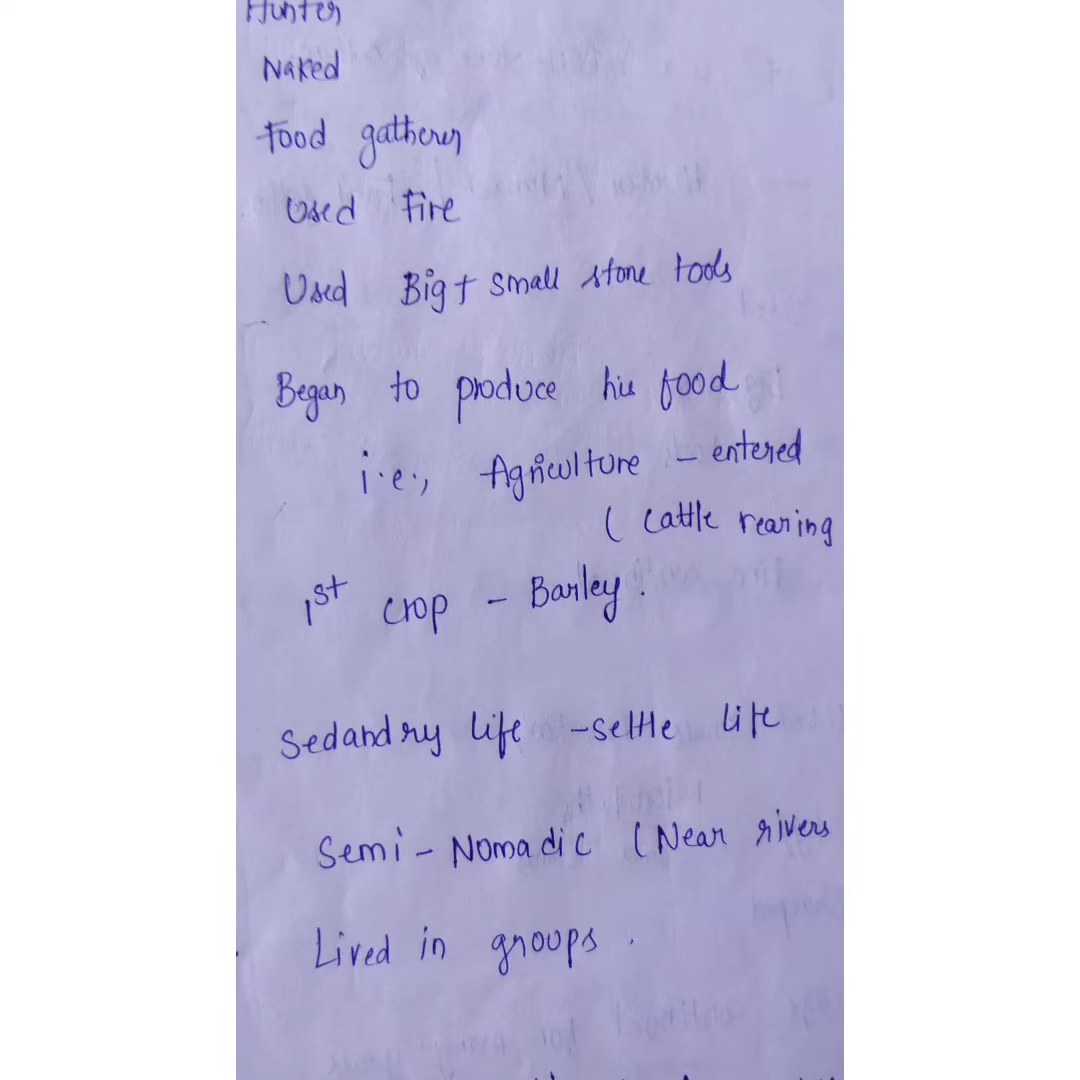 Hunter
Naked
Food gatherer
Used Fire
Used Big + small stone tools
Began to produce his food
i.e., Agriculture - entered
( cattle rearing
1st crop - Barley.
Sedandry life - settle life
Semi - Nomadic (Near rivers
Lived in groups.